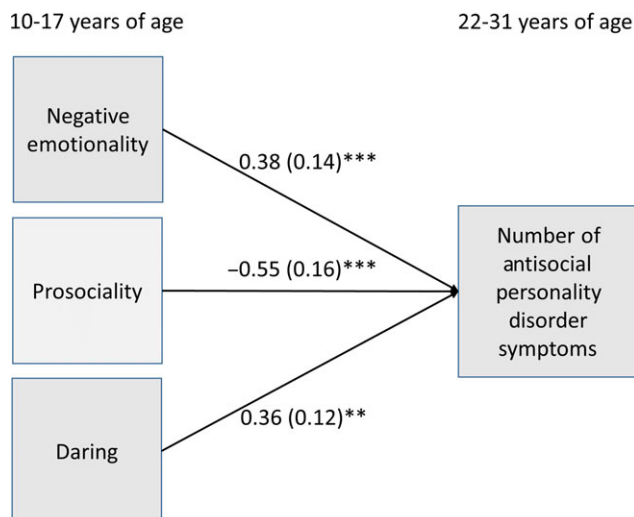 10-17 years of age
22-31 years of age
Negative
emotionality
0.38 (0.14)***
Prosociality
−0.55 (0.16)***
Number of
antisocial
personality
disorder
symptoms
Daring
0.36 (0.12)**